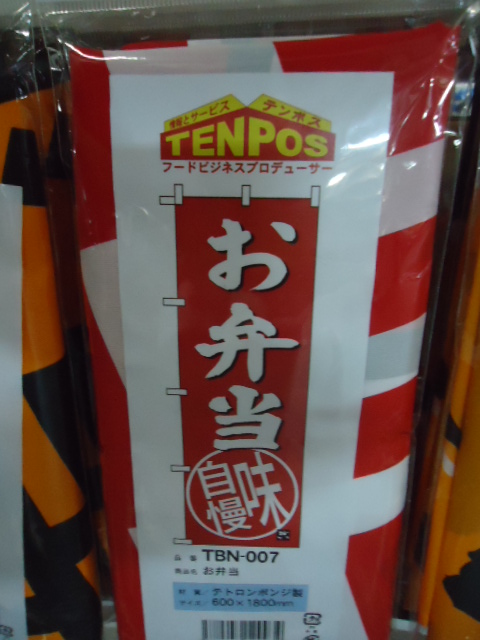 情報とサービス テンポス
TENPOS
フードビジネスプロデューサー
お弁当
味自慢
品番 TBN-007
商品名 お弁当
材質/テトロンポンジ製
サイズ/600×1800mm